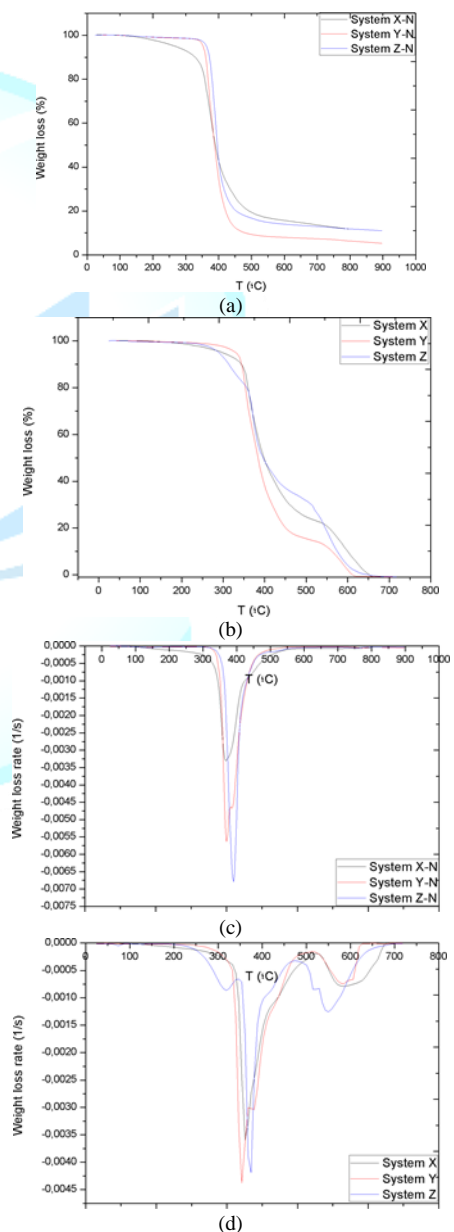 100
80
60
40
20
0
Weight loss (%)
System X-N
System Y-N
System Z-N
0 100 200 300 400 500 600 700 800 900 1000
T (ºC)
(a)
100
80
60
40
20
0
Weight loss (%)
System X
System Y
System Z
0 100 200 300 400 500 600 700 800
T (ºC)
(b)
0,0000
-0,0005
-0,0010
-0,0015
-0,0020
-0,0025
-0,0030
-0,0035
-0,0040
-0,0045
-0,0050
-0,0055
-0,0060
-0,0065
-0,0070
-0,0075
Weight loss rate (1/s)
0 100 200 300 400 500 600 700 800 900 1000
T (ºC)
System X-N
System Y-N
System Z-N
(c)
0,0000
-0,0005
-0,0010
-0,0015
-0,0020
-0,0025
-0,0030
-0,0035
-0,0040
-0,0045
Weight loss rate (1/s)
0 100 200 300 400 500 600 700 800
T (ºC)
System X
System Y
System Z
(d)